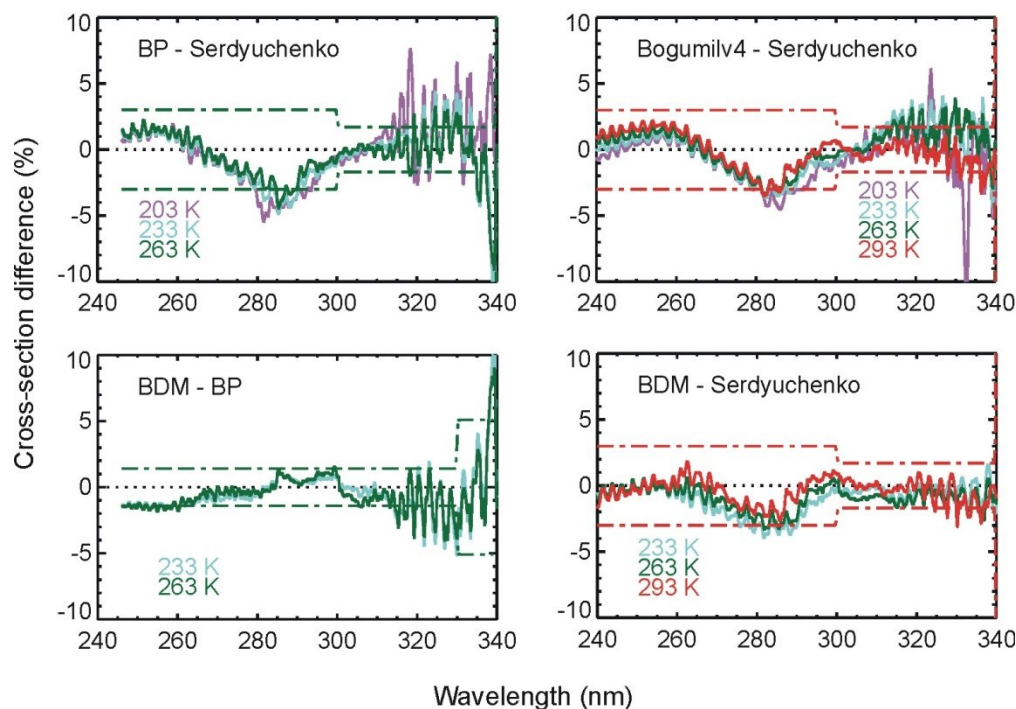 Cross-section difference (%)
BP - Serdyuchenko
10
5
0
-5
-10
203 K
233 K
263 K
240 260 280 300 320 340
Bogumilv4 - Serdyuchenko
10
5
0
-5
-10
203 K
233 K
263 K
293 K
240 260 280 300 320 340
BDM - BP
10
5
0
-5
-10
233 K
263 K
240 260 280 300 320 340
BDM - Serdyuchenko
10
5
0
-5
-10
233 K
263 K
293 K
240 260 280 300 320 340
Wavelength (nm)